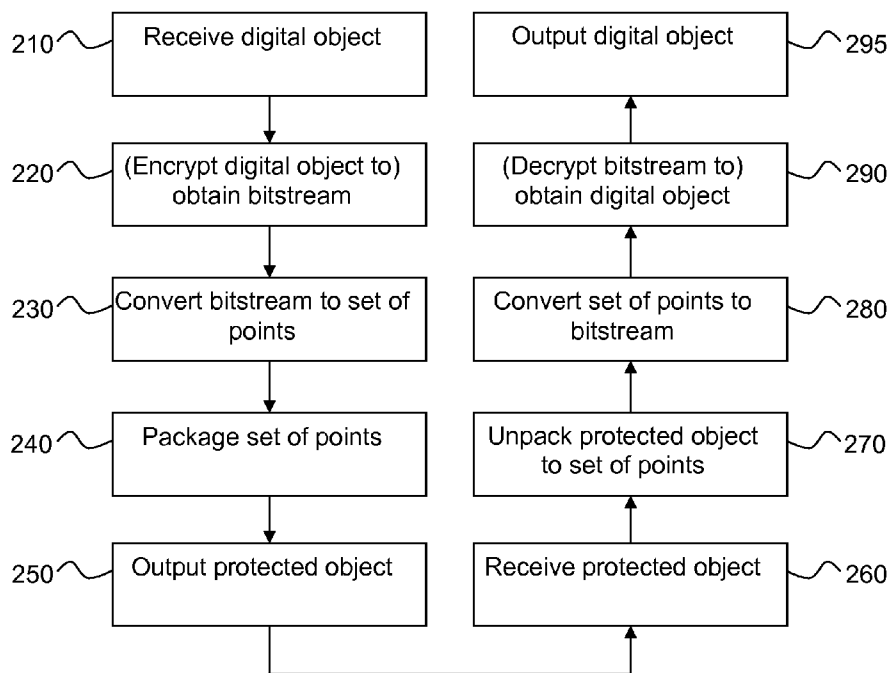 210
Receive digital object
220
(Encrypt digital object to)
obtain bitstream
230
Convert bitstream to set of
points
240
Package set of points
250
Output protected object
Output digital object
295
(Decrypt bitstream to)
obtain digital object
290
Convert set of points to
bitstream
280
Unpack protected object
to set of points
270
Receive protected object
260